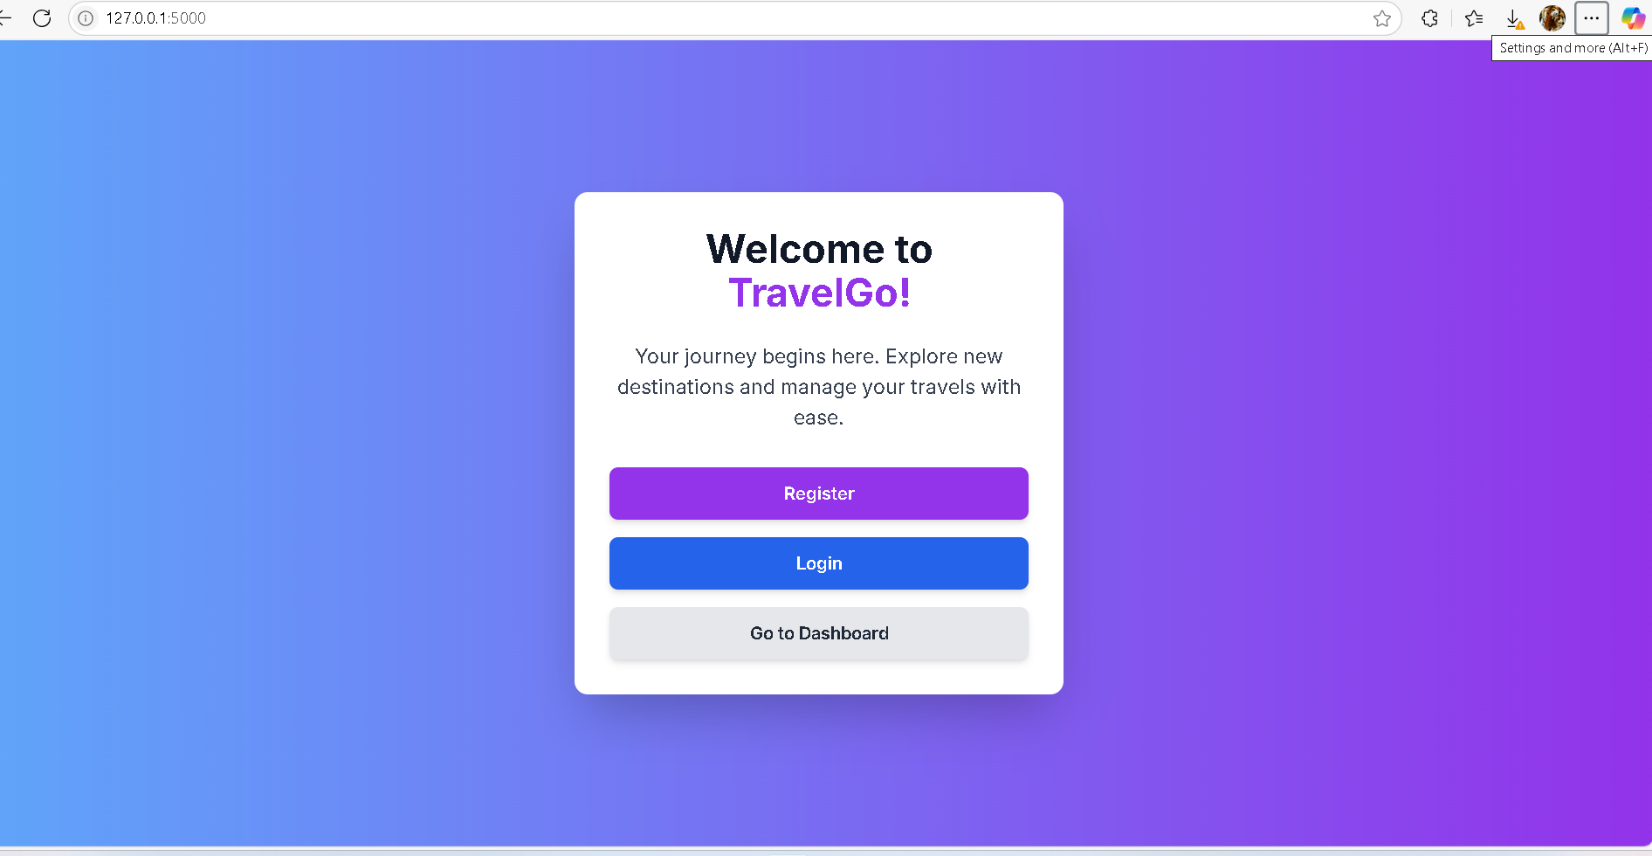 127.0.0.1:5000
Settings and more (Alt+F)
Welcome to
TravelGo!
Your journey begins here. Explore new
destinations and manage your travels with
ease.
Register
Login
Go to Dashboard